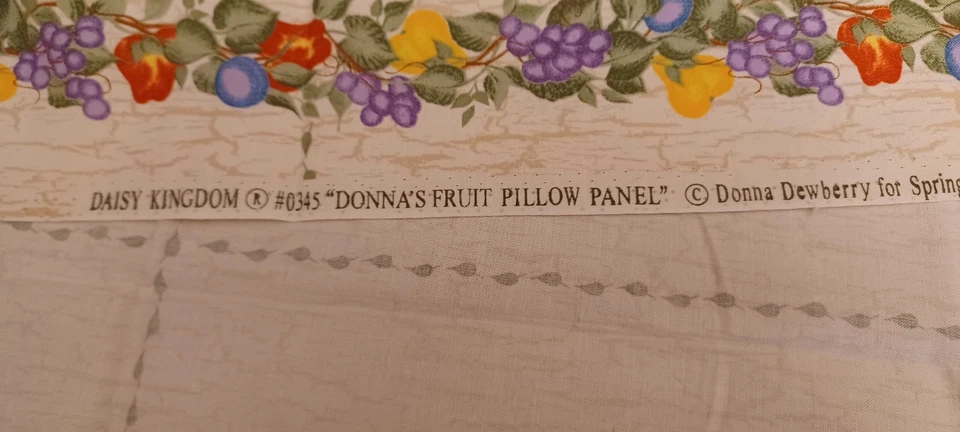 DAISY KINGDOM ® #0345 “DONNA'S FRUIT PILLOW PANEL” © Donna Dewberry for Spring